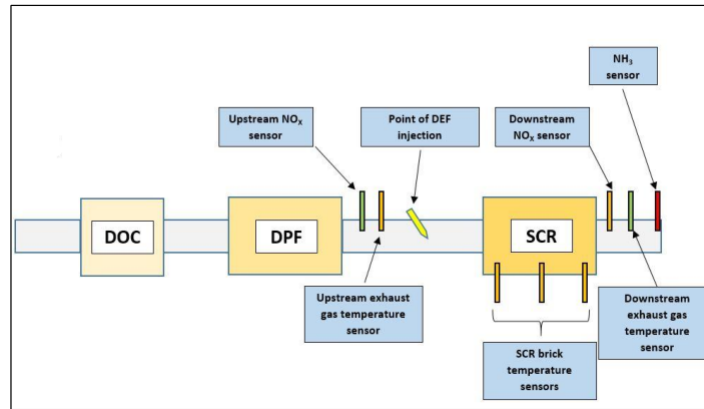 NH₃
sensor
Upstream NOₓ
sensor
Point of DEF
injection
Downstream
NOₓ sensor
DOC
DPF
SCR
Upstream exhaust
gas temperature
sensor
Downstream
exhaust gas
temperature
sensor
SCR brick
temperature
sensors